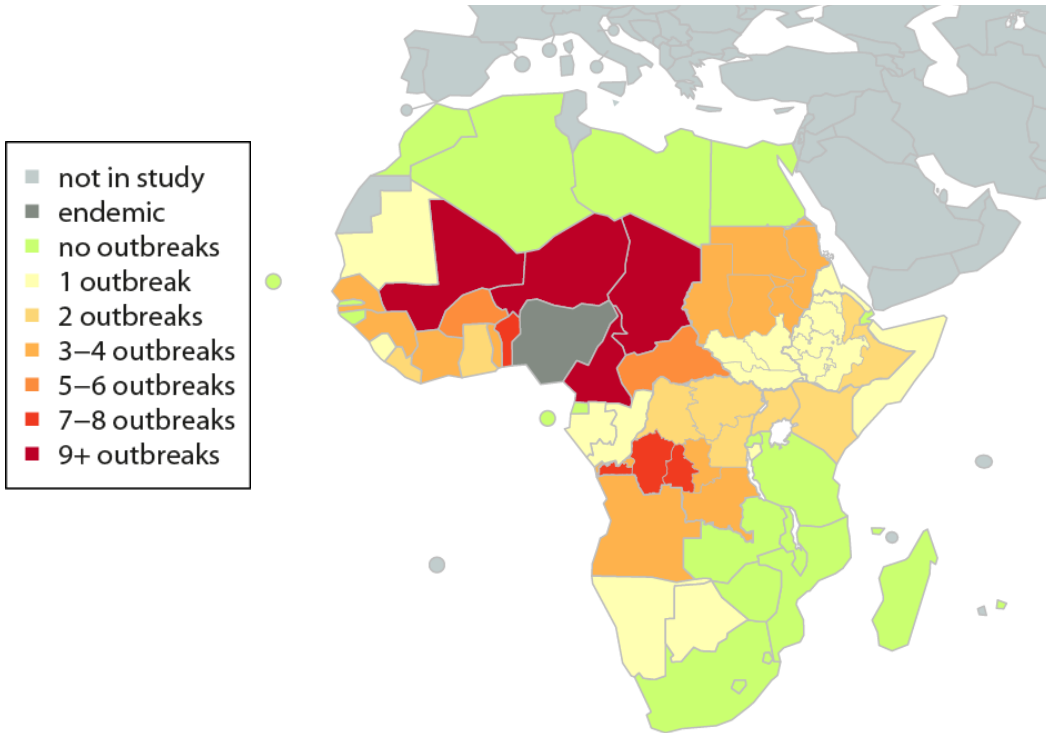 not in study
endemic
no outbreaks
1 outbreak
2 outbreaks
3–4 outbreaks
5–6 outbreaks
7–8 outbreaks
9+ outbreaks